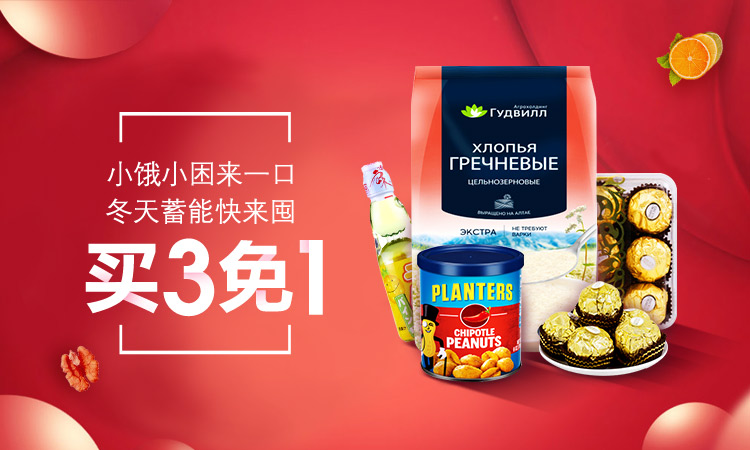 小饿小困来一口
冬天蓄能快来囤
买3免1
Агрохолдинг
ГУДВИЛЛ
ХЛОПЬЯ
ГРЕЧНЕВЫЕ
ЦЕЛЬНОЗЕРНОВЫЕ
ВЫРАЩЕНО НА АЛТАЕ
ЭКСТРА
НЕ ТРЕБУЮТ
ВАРКИ
PLANTERS
CHIPOTLE
PEANUTS